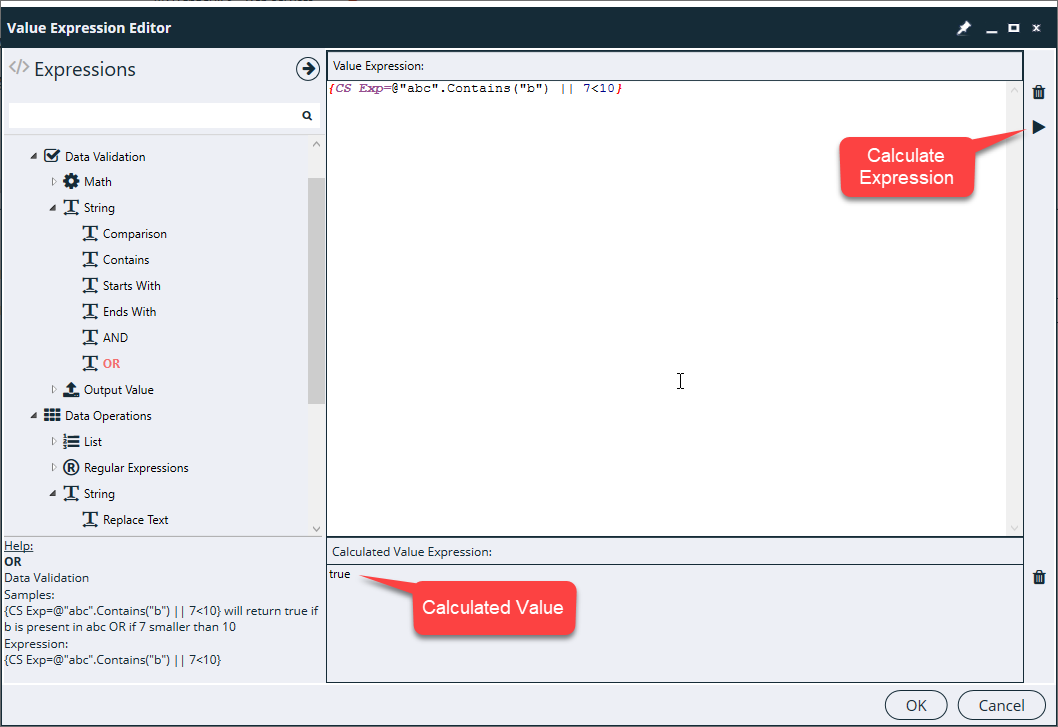 Value Expression Editor
</> Expressions
Value Expression:
{CS Exp=@"abc".Contains("b") || 7<10}
Calculate
Expression
Data Validation
Math
String
Comparison
Contains
Starts With
Ends With
AND
OR
Output Value
Data Operations
List
Regular Expressions
String
Replace Text
Help:
OR
Data Validation
Samples:
{CS Exp=@"abc".Contains("b") || 7<10} will return true if
b is present in abc OR if 7 smaller than 10
Expression:
{CS Exp=@"abc".Contains("b") || 7<10}
Calculated Value Expression:
true
Calculated Value
OK
Cancel